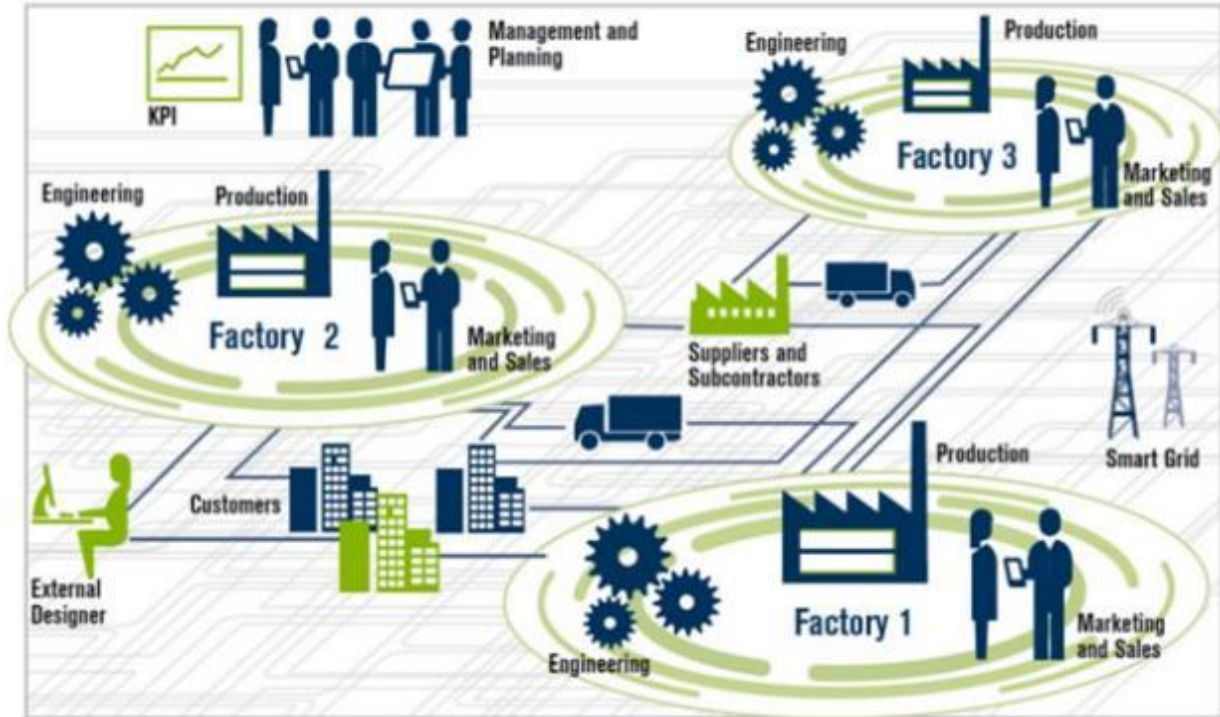 Management and
Planning
KPI
Engineering
Production
Factory 3
Marketing
and Sales
Engineering
Production
Factory 2
Marketing
and Sales
Suppliers and
Subcontractors
Smart Grid
Customers
External
Designer
Production
Factory 1
Engineering
Marketing
and Sales